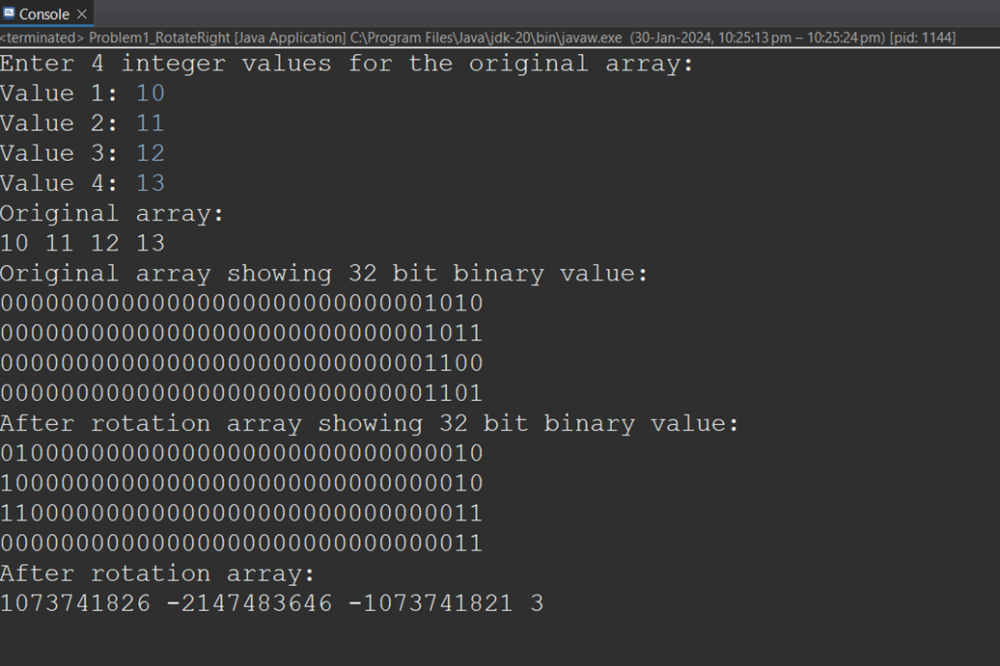 Console
<terminated> Problem1_RotateRight [Java Application] C:\Program Files\Java\jdk-20\bin\javaw.exe (30-Jan-2024, 10:25:13 pm – 10:25:24 pm) [pid: 1144]
Enter 4 integer values for the original array:
Value 1: 10
Value 2: 11
Value 3: 12
Value 4: 13
Original array:
10 11 12 13
Original array showing 32 bit binary value:
00000000000000000000000000001010
00000000000000000000000000001011
00000000000000000000000000001100
00000000000000000000000000001101
After rotation array showing 32 bit binary value:
01000000000000000000000000000010
10000000000000000000000000000010
11000000000000000000000000000011
00000000000000000000000000000011
After rotation array:
1073741826 -2147483646 -1073741821 3